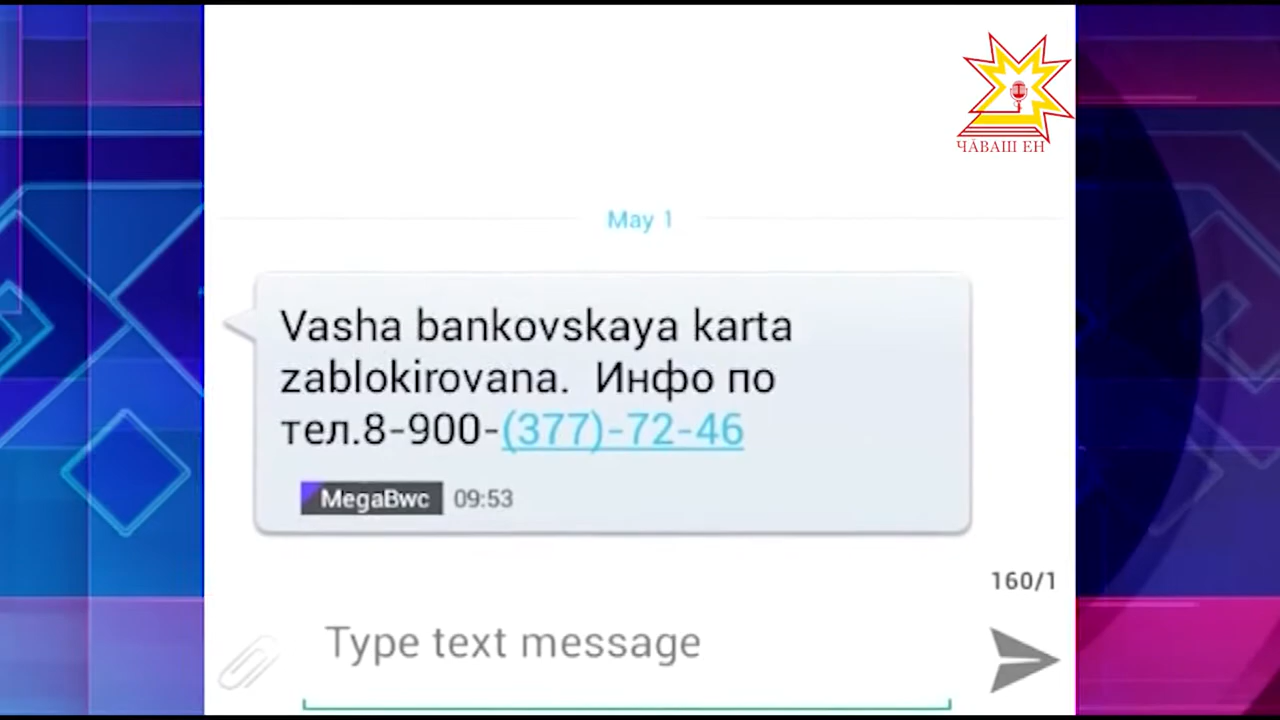 ЧӐВАШ ЕН
May 1
Vasha bankovskaya karta
zablokirovana. Инфо по
тел.8-900-(377)-72-46
MegaBwc 09:53
160/1
Type text message